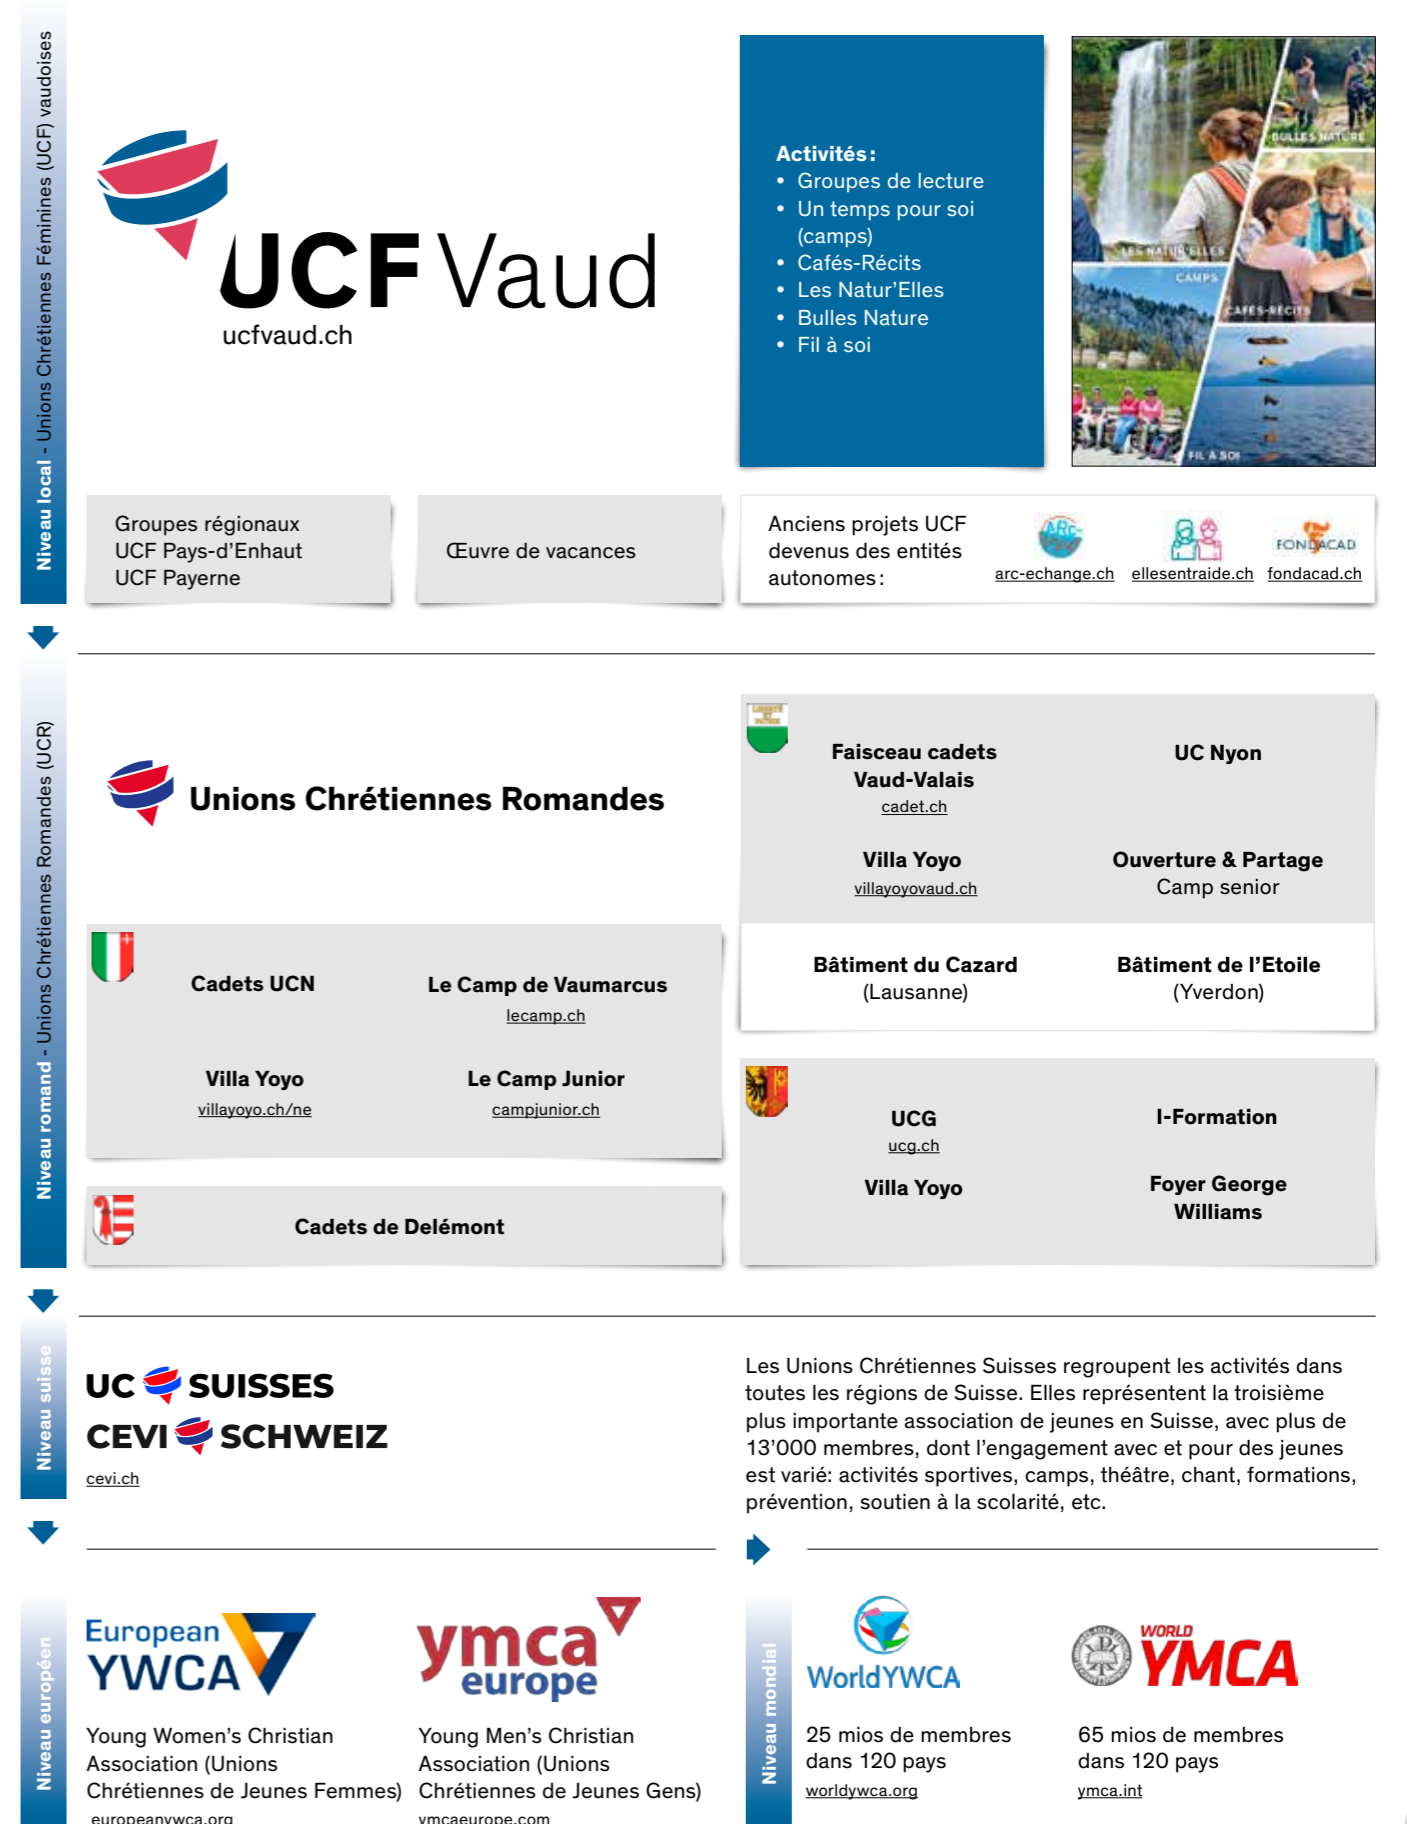 Niveau local - Unions Chrétiennes Féminines (UCF) vaudoises
UCF Vaud
ucfvaud.ch
Activités :
• Groupes de lecture
• Un temps pour soi
(camps)
• Cafés-Récits
• Les Natur’Elles
• Bulles Nature
• Fil à soi
BULLES NATURE
LES NATUR'ELLES
CAMPS
CAFÉS-RÉCITS
FIL À SOI
Groupes régionaux
UCF Pays-d’Enhaut
UCF Payerne
Œuvre de vacances
Anciens projets UCF
devenus des entités
autonomes :
ARC-
arc-echange.ch
ellesentraide.ch
FONDACAD
fondacad.ch
Niveau romand - Unions Chrétiennes Romandes (UCR)
Unions Chrétiennes Romandes
LIBERTÉ
ET
PATRIE
Faisceau cadets
Vaud-Valais
cadet.ch
UC Nyon
Villa Yoyo
villayoyovaud.ch
Ouverture & Partage
Camp senior
Bâtiment du Cazard
(Lausanne)
Bâtiment de l’Etoile
(Yverdon)
Cadets UCN
Le Camp de Vaumarcus
lecamp.ch
Villa Yoyo
villayoyo.ch/ne
Le Camp Junior
campjunior.ch
UCG
ucg.ch
I-Formation
Villa Yoyo
Foyer George
Williams
Cadets de Delémont
Niveau suisse
UC SUISSES
CEVI SCHWEIZ
cevi.ch
Les Unions Chrétiennes Suisses regroupent les activités dans
toutes les régions de Suisse. Elles représentent la troisième
plus importante association de jeunes en Suisse, avec plus de
13’000 membres, dont l’engagement avec et pour des jeunes
est varié: activités sportives, camps, théâtre, chant, formations,
prévention, soutien à la scolarité, etc.
Niveau européen
European
YWCA
Young Women’s Christian
Association (Unions
Chrétiennes de Jeunes Femmes)
europeanywca.org
ymca
europe
Young Men’s Christian
Association (Unions
Chrétiennes de Jeunes Gens)
ymcaeurope.com
Niveau mondial
WorldYWCA
25 mios de membres
dans 120 pays
worldywca.org
WORLD
YMCA
65 mios de membres
dans 120 pays
ymca.int